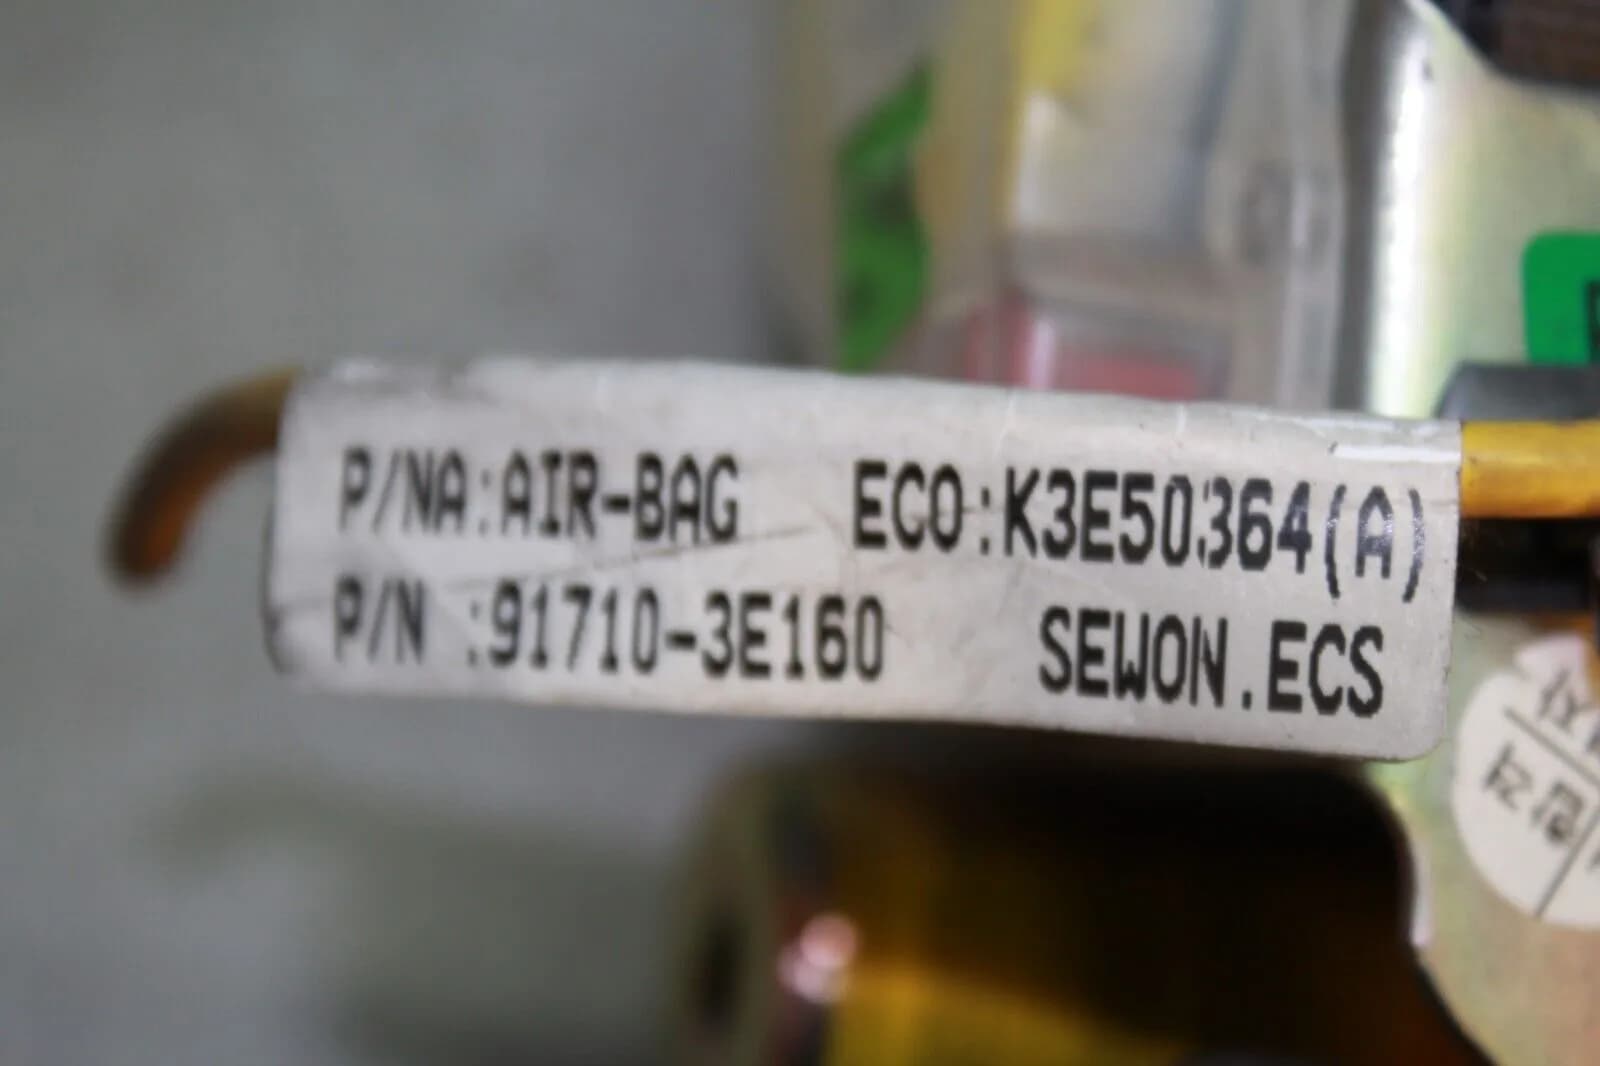 P/NA:AIR-BAG ECO:K3E50364(A)
P/N :91710-3E160 SEWON.ECS